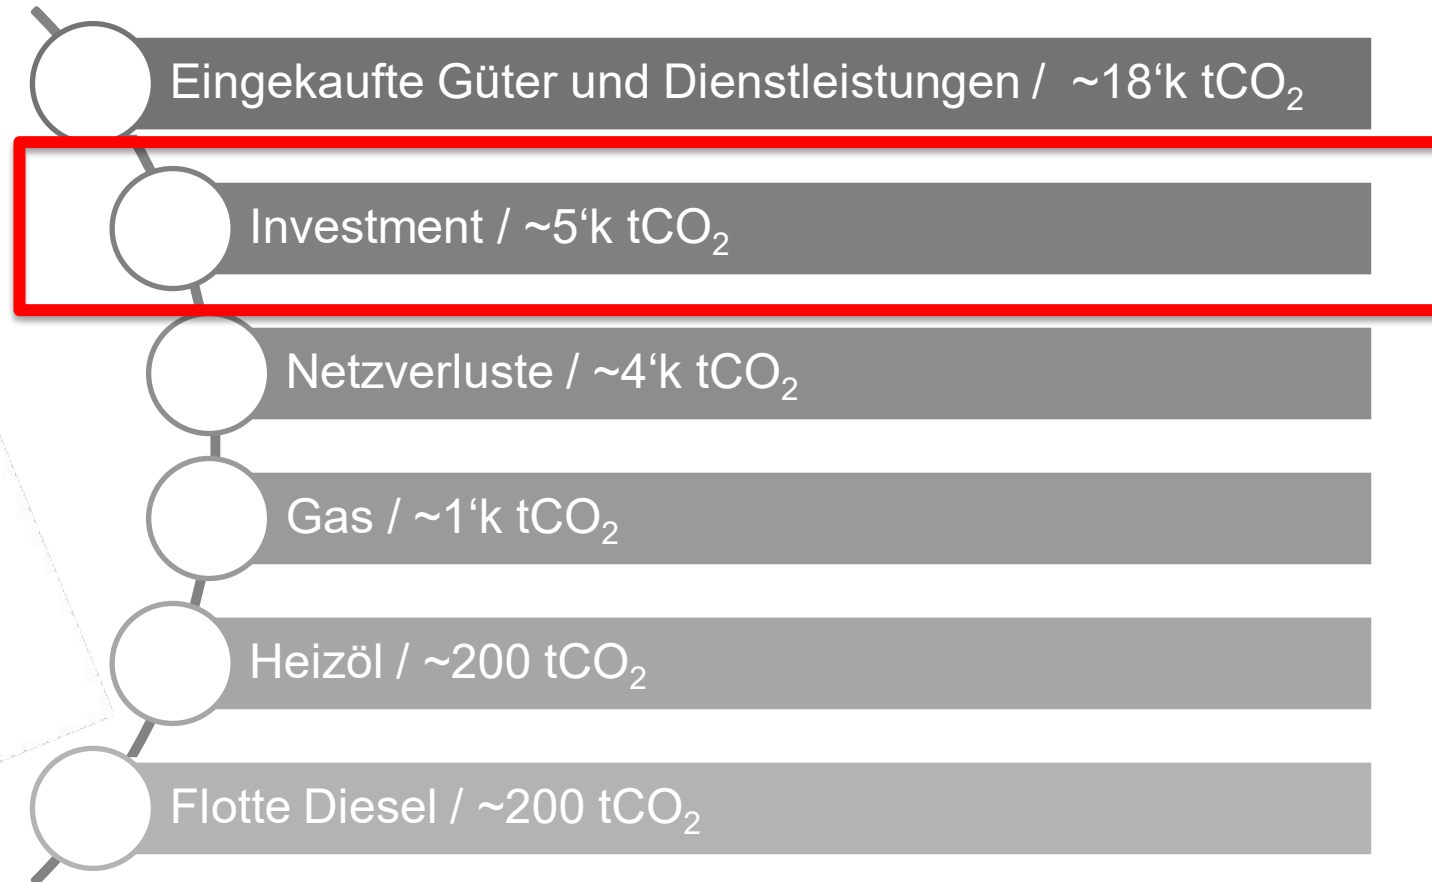 Eingekaufte Güter und Dienstleistungen / ~18‘k tCO₂
Investment / ~5‘k tCO₂
Netzverluste / ~4‘k tCO₂
Gas / ~1‘k tCO₂
Heizöl / ~200 tCO₂
Flotte Diesel / ~200 tCO₂